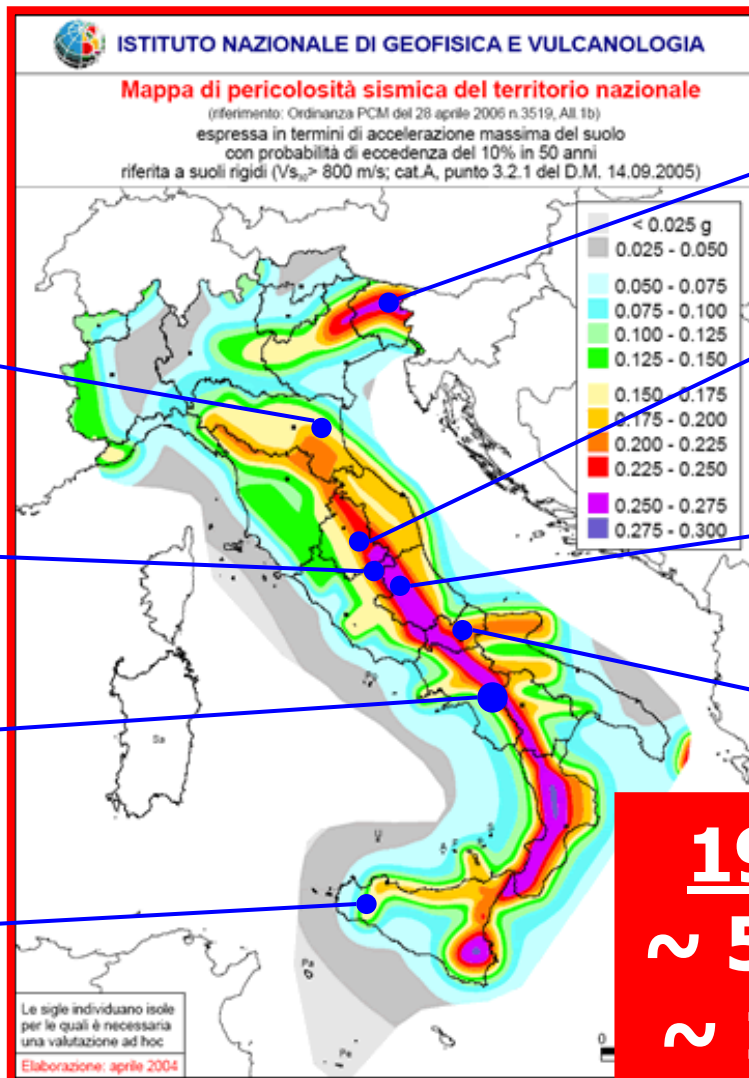 ISTITUTO NAZIONALE DI GEOFISICA E VULCANOLOGIA
Mappa di pericolosità sismica del territorio nazionale
(riferimento: Ordinanza PCM del 28 aprile 2006 n.3519, All.1b)
espressa in termini di accelerazione massima del suolo
con probabilità di eccedenza del 10% in 50 anni
riferita a suoli rigidi (Vs₃₀> 800 m/s; cat.A, punto 3.2.1 del D.M. 14.09.2005)
< 0.025 g
0.025 - 0.050
0.050 - 0.075
0.075 - 0.100
0.100 - 0.125
0.125 - 0.150
0.150 - 0.175
0.175 - 0.200
0.200 - 0.225
0.225 - 0.250
0.250 - 0.275
0.275 - 0.300
Sa
U
A
F
S
Pa
Pe
19
~ 5
~
Le sigle individuano isole
per le quali è necessaria
una valutazione ad hoc
Elaborazione: aprile 2004
0